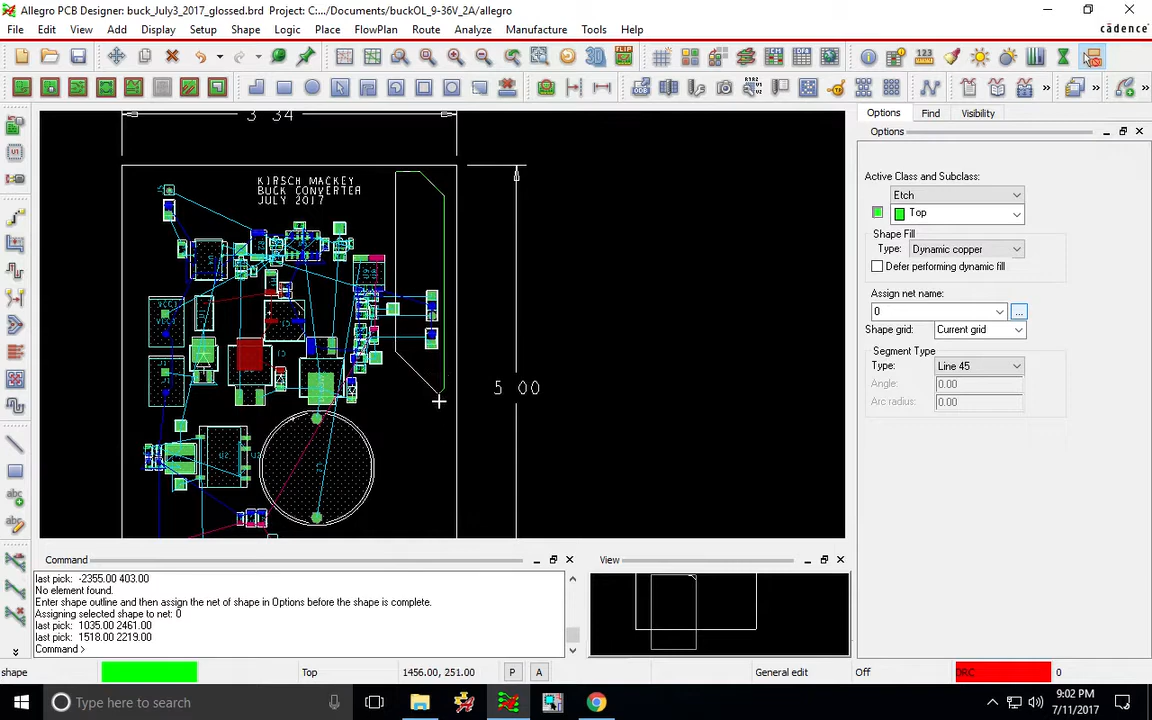 Allegro PCB Designer: buck_July3_2017_glossed.brd Project: C:.../Documents/buckOL_9-36V_2A/allegro
File Edit View Add Display Setup Shape Logic Place FlowPlan Route Analyze Manufacture Tools Help
cādence
3 34
KIRSCH MACKEY
BUCK CONVERTER
JULY 2017
5 00
Options Find Visibility
Options
Active Class and Subclass:
Etch
Top
Shape Fill
Type: Dynamic copper
Defer performing dynamic fill
Assign net name:
0
...
Shape grid: Current grid
Segment Type
Type: Line 45
Angle: 0.00
Arc radius: 0.00
Command
last pick: -2355.00 403.00
No element found.
Enter shape outline and then assign the net of shape in Options before the shape is complete.
Assigning selected shape to net: 0
last pick: 1035.00 2461.00
last pick: 1518.00 2219.00
Command >
View
shape Top 1456.00, 251.00 P A General edit Off DRC 0
Type here to search
9:02 PM
7/11/2017